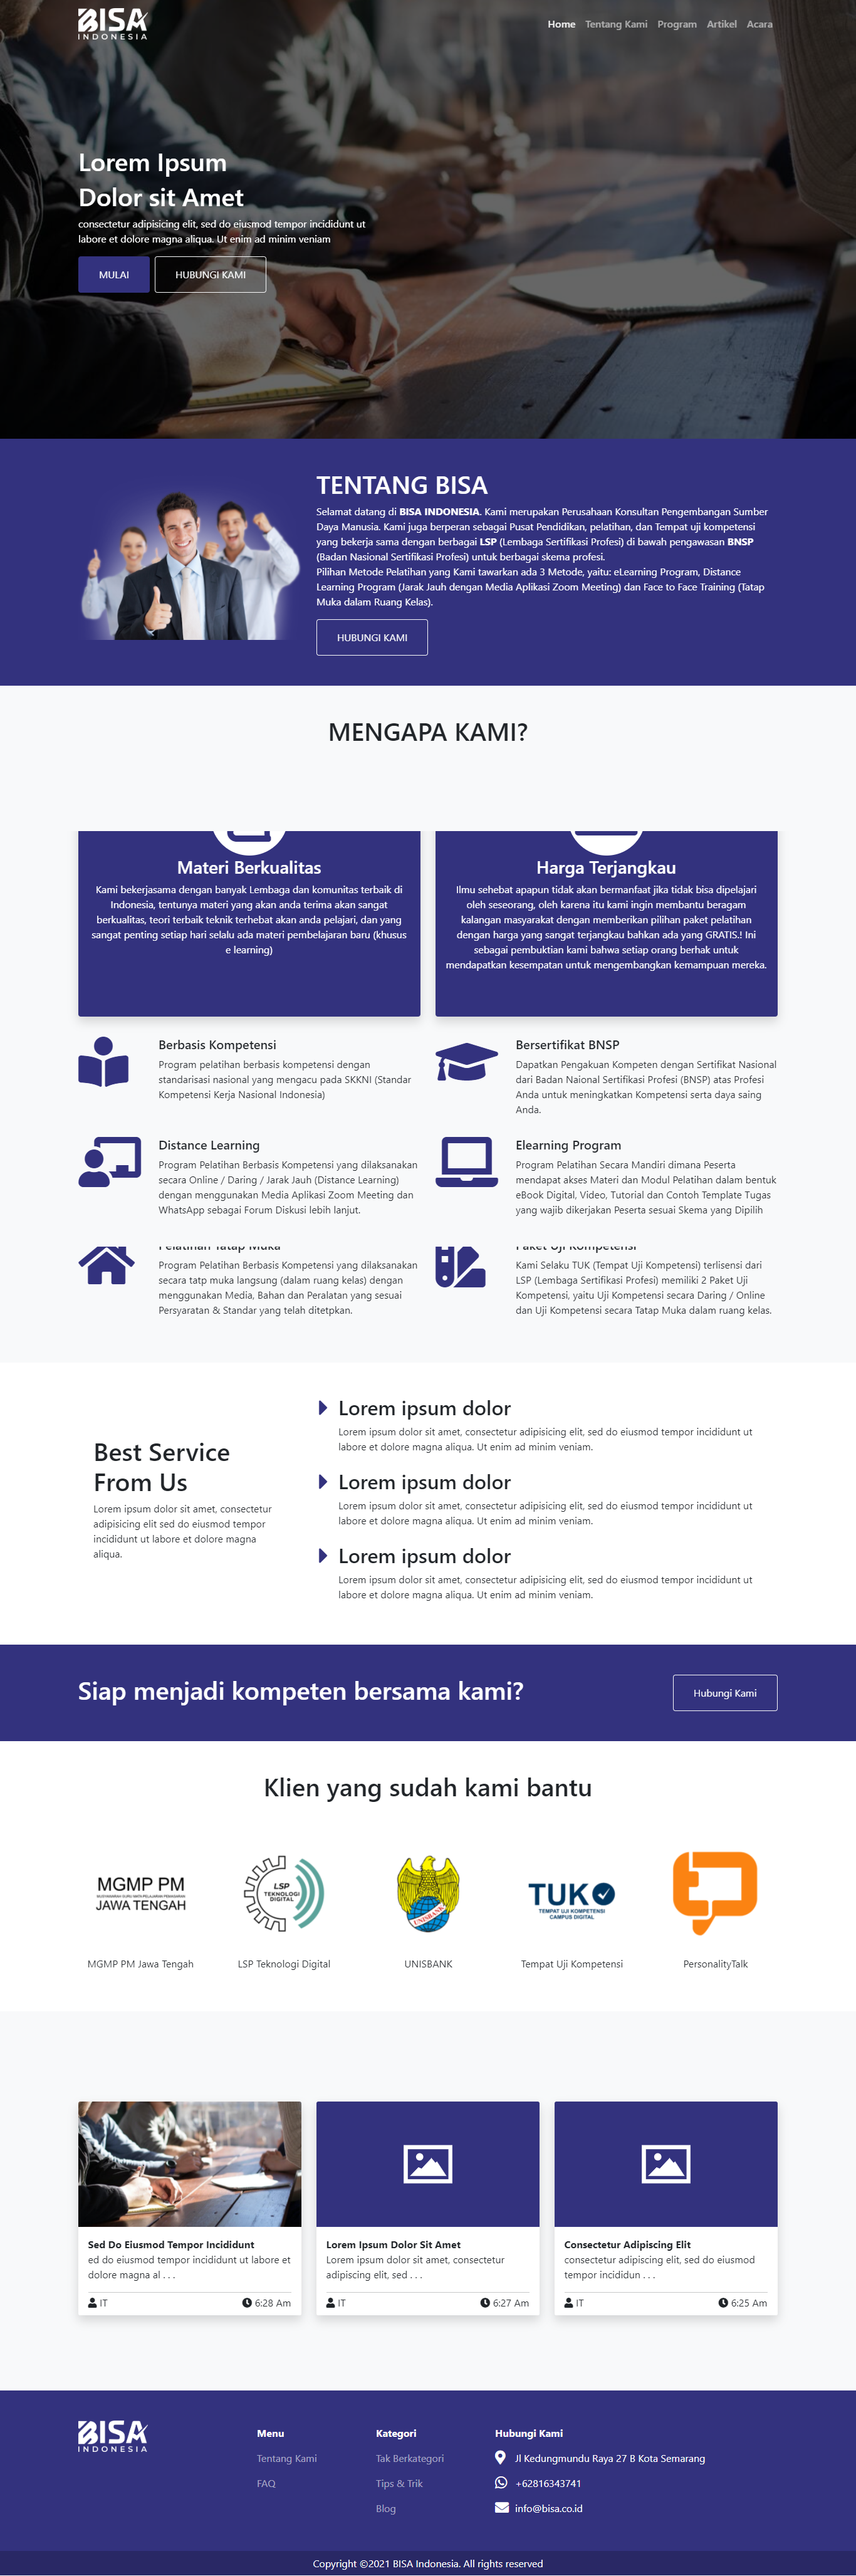 BISA
INDONESIA
Home Tentang Kami Program Artikel Acara
Lorem Ipsum
Dolor sit Amet
consectetur adipisicing elit, sed do eiusmod tempor incididunt ut
labore et dolore magna aliqua. Ut enim ad minim veniam
MULAI HUBUNGI KAMI
TENTANG BISA
Selamat datang di BISA INDONESIA. Kami merupakan Perusahaan Konsultan Pengembangan Sumber
Daya Manusia. Kami juga berperan sebagai Pusat Pendidikan, pelatihan, dan Tempat uji kompetensi
yang bekerja sama dengan berbagai LSP (Lembaga Sertifikasi Profesi) di bawah pengawasan BNSP
(Badan Nasional Sertifikasi Profesi) untuk berbagai skema profesi.
Pilihan Metode Pelatihan yang Kami tawarkan ada 3 Metode, yaitu: eLearning Program, Distance
Learning Program (Jarak Jauh dengan Media Aplikasi Zoom Meeting) dan Face to Face Training (Tatap
Muka dalam Ruang Kelas).
HUBUNGI KAMI
MENGAPA KAMI?
Materi Berkualitas
Kami bekerjasama dengan banyak Lembaga dan komunitas terbaik di
Indonesia, tentunya materi yang akan anda terima akan sangat
berkualitas, teori terbaik teknik terhebat akan anda pelajari, dan yang
sangat penting setiap hari selalu ada materi pembelajaran baru (khusus
e learning)
Harga Terjangkau
Ilmu sehebat apapun tidak akan bermanfaat jika tidak bisa dipelajari
oleh seseorang, oleh karena itu kami ingin membantu beragam
kalangan masyarakat dengan memberikan pilihan paket pelatihan
dengan harga yang sangat terjangkau bahkan ada yang GRATIS.! Ini
sebagai pembuktian kami bahwa setiap orang berhak untuk
mendapatkan kesempatan untuk mengembangkan kemampuan mereka.
Berbasis Kompetensi
Program pelatihan berbasis kompetensi dengan
standarisasi nasional yang mengacu pada SKKNI (Standar
Kompetensi Kerja Nasional Indonesia)
Bersertifikat BNSP
Dapatkan Pengakuan Kompeten dengan Sertifikat Nasional
dari Badan Naional Sertifikasi Profesi (BNSP) atas Profesi
Anda untuk meningkatkan Kompetensi serta daya saing
Anda.
Distance Learning
Program Pelatihan Berbasis Kompetensi yang dilaksanakan
secara Online / Daring / Jarak Jauh (Distance Learning)
dengan menggunakan Media Aplikasi Zoom Meeting dan
WhatsApp sebagai Forum Diskusi lebih lanjut.
Elearning Program
Program Pelatihan Secara Mandiri dimana Peserta
mendapat akses Materi dan Modul Pelatihan dalam bentuk
eBook Digital, Video, Tutorial dan Contoh Template Tugas
yang wajib dikerjakan Peserta sesuai Skema yang Dipilih
Pelatihan Tatap Muka
Program Pelatihan Berbasis Kompetensi yang dilaksanakan
secara tatp muka langsung (dalam ruang kelas) dengan
menggunakan Media, Bahan dan Peralatan yang sesuai
Persyaratan & Standar yang telah ditetpkan.
Paket Uji Kompetensi
Kami Selaku TUK (Tempat Uji Kompetensi) terlisensi dari
LSP (Lembaga Sertifikasi Profesi) memiliki 2 Paket Uji
Kompetensi, yaitu Uji Kompetensi secara Daring / Online
dan Uji Kompetensi secara Tatap Muka dalam ruang kelas.
Best Service
From Us
Lorem ipsum dolor sit amet, consectetur
adipisicing elit sed do eiusmod tempor
incididunt ut labore et dolore magna
aliqua.
Lorem ipsum dolor
Lorem ipsum dolor sit amet, consectetur adipisicing elit, sed do eiusmod tempor incididunt ut
labore et dolore magna aliqua. Ut enim ad minim veniam.
Lorem ipsum dolor
Lorem ipsum dolor sit amet, consectetur adipisicing elit, sed do eiusmod tempor incididunt ut
labore et dolore magna aliqua. Ut enim ad minim veniam.
Lorem ipsum dolor
Lorem ipsum dolor sit amet, consectetur adipisicing elit, sed do eiusmod tempor incididunt ut
labore et dolore magna aliqua. Ut enim ad minim veniam.
Siap menjadi kompeten bersama kami?
Hubungi Kami
Klien yang sudah kami bantu
MGMP PM
JAWA TENGAH
LSP
TEKNOLOGI
DIGITAL
UNISBANK
TUK
TEMPAT UJI KOMPETENSI
CAMPUS DIGITAL
MGMP PM Jawa Tengah
LSP Teknologi Digital
UNISBANK
Tempat Uji Kompetensi
PersonalityTalk
Sed Do Eiusmod Tempor Incididunt
ed do eiusmod tempor incididunt ut labore et
dolore magna al . . .
IT 6:28 Am
Lorem Ipsum Dolor Sit Amet
Lorem ipsum dolor sit amet, consectetur
adipiscing elit, sed . . .
IT 6:27 Am
Consectetur Adipiscing Elit
consectetur adipiscing elit, sed do eiusmod
tempor incididun . . .
IT 6:25 Am
BISA
INDONESIA
Menu
Tentang Kami
FAQ
Kategori
Tak Berkategori
Tips & Trik
Blog
Hubungi Kami
Jl Kedungmundu Raya 27 B Kota Semarang
+62816343741
info@bisa.co.id
Copyright ©2021 BISA Indonesia. All rights reserved